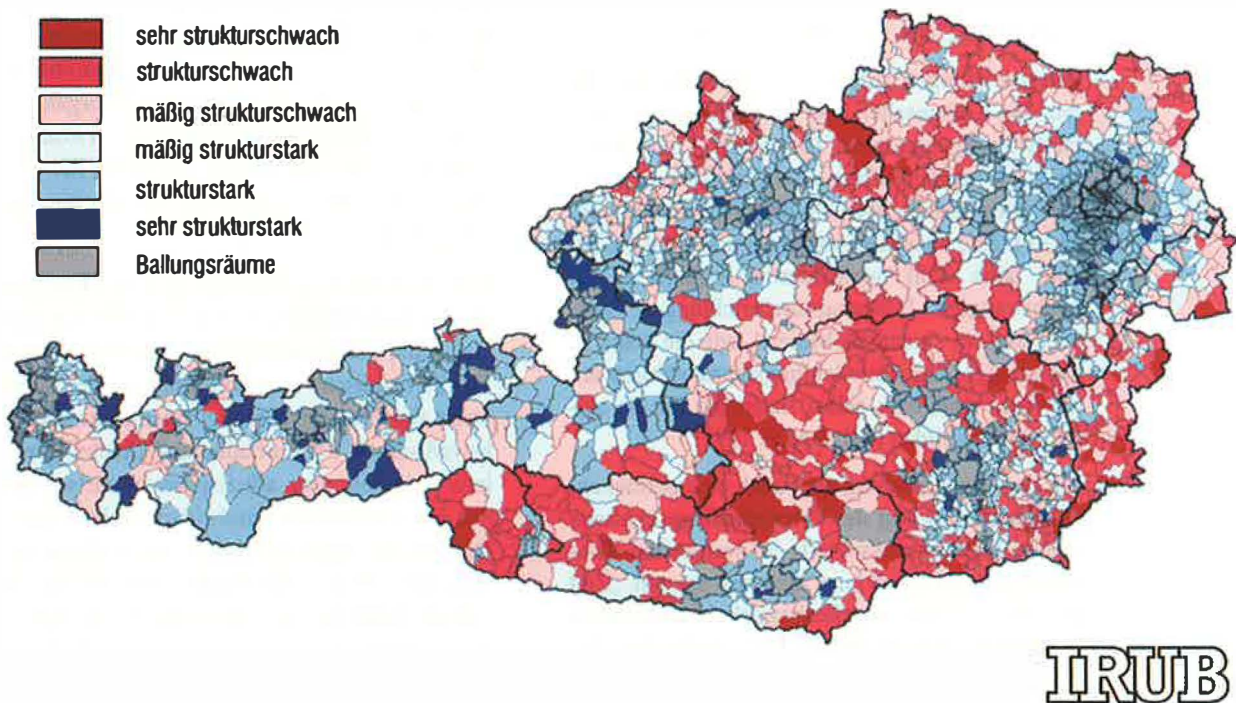 sehr strukturschwach
strukturschwach
mäßig strukturschwach
mäßig strukturstark
strukturstark
sehr strukturstark
Ballungsräume
IRUB